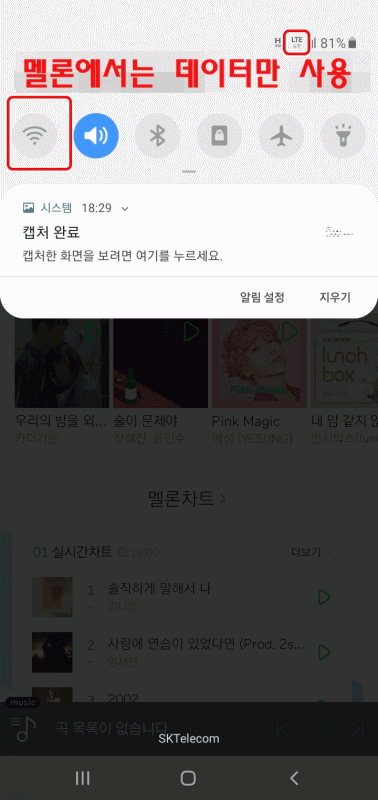 LTE 81%
멜론에서는 데이터만 사용
시스템 18:29
캡처 완료
캡처한 화면을 보려면 여기를 누르세요.
알림 설정 지우기
lunch
box
Pink Magic
우리의 밤을 외... 술이 문제야 Pink Magic 내 맘 같지 않
카더가든 장혜진, 윤민수 예성 (YESUNG) 런치박스(lun
멜론차트 >
01 실시간차트 18:00 더보기 >
1 솔직하게 말해서 나
- 김나영
2 사랑에 연습이 있었다면 (Prod. 2s...
- 임재현
3 2002
music
곡 목록이 없습니다
SKTelecom